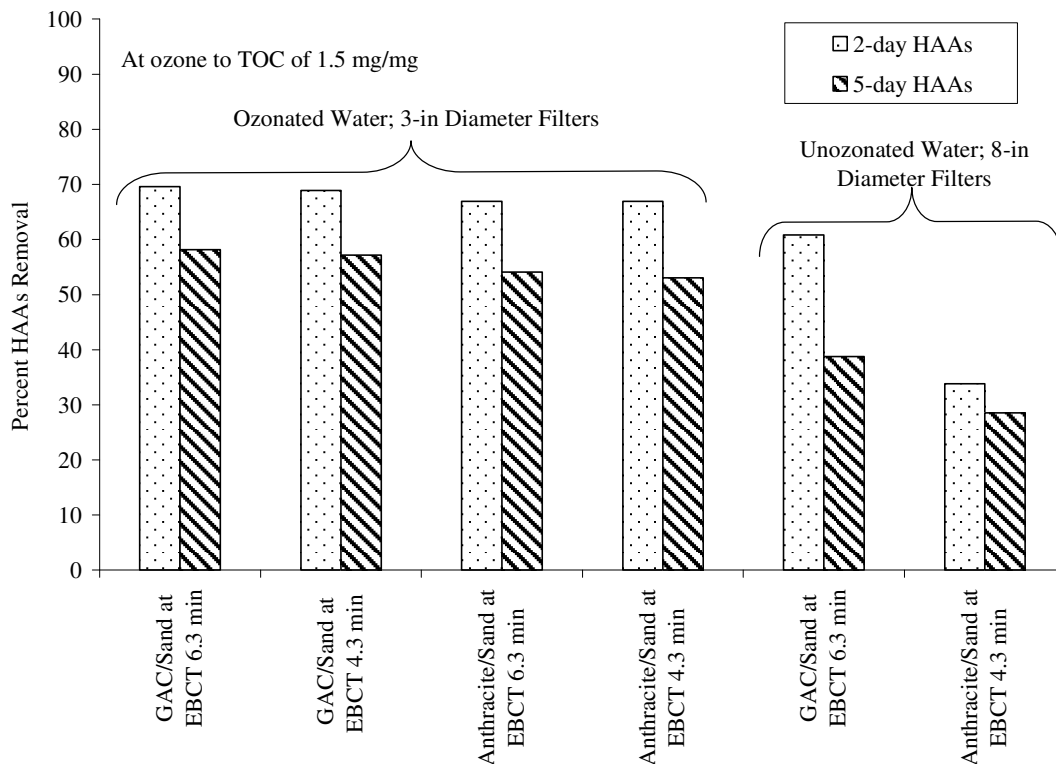 100
90
80
70
60
50
40
30
20
10
0
Percent HAAs Removal
At ozone to TOC of 1.5 mg/mg
Ozonated Water; 3-in Diameter Filters
2-day HAAs
5-day HAAs
Unozonated Water; 8-in
Diameter Filters
GAC/Sand at
EBCT 6.3 min
GAC/Sand at
EBCT 4.3 min
Anthracite/Sand at
EBCT 6.3 min
Anthracite/Sand at
EBCT 4.3 min
GAC/Sand at
EBCT 6.3 min
Anthracite/Sand at
EBCT 4.3 min